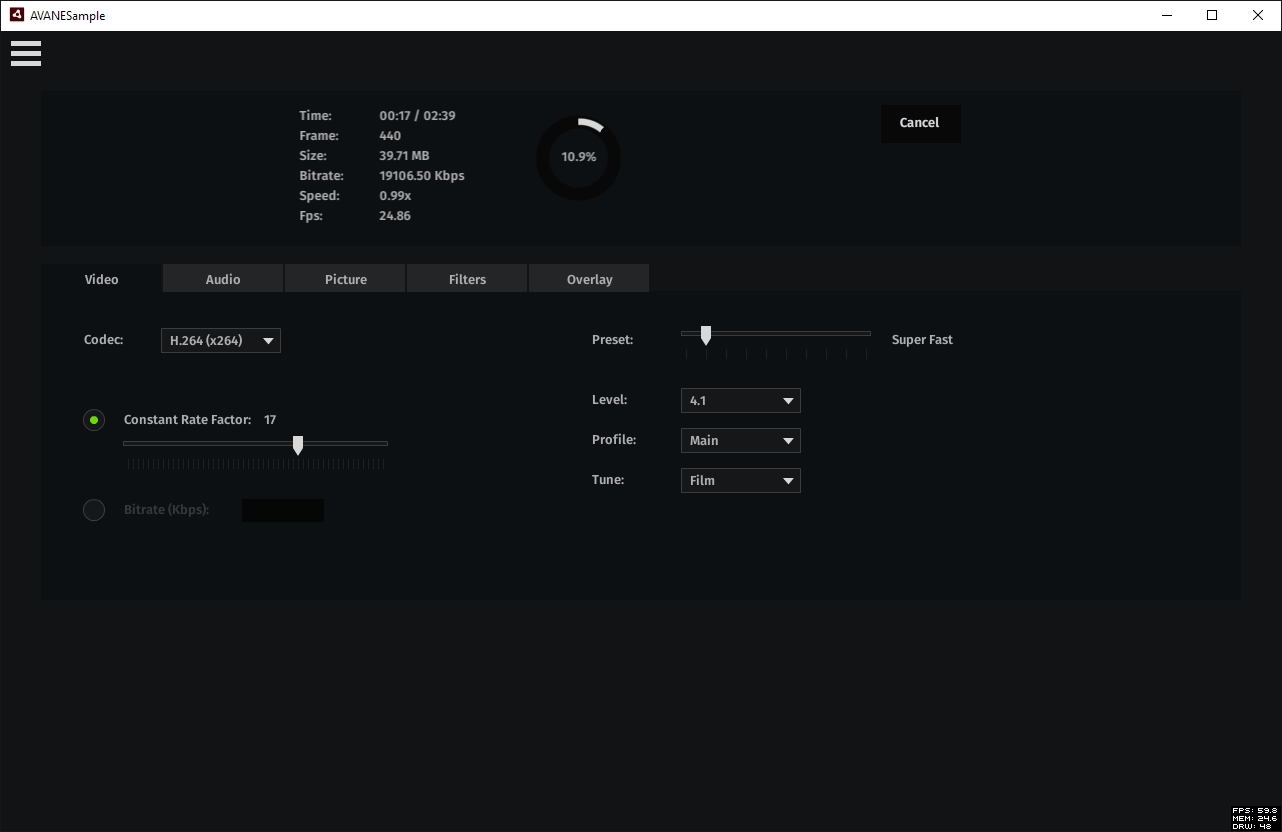 AVANESample
Time: 00:17 / 02:39
Frame: 440
Size: 39.71 MB
Bitrate: 19106.50 Kbps
Speed: 0.99x
Fps: 24.86
10.9%
Cancel
Video Audio Picture Filters Overlay
Codec: H.264 (x264)
Constant Rate Factor: 17
Bitrate (Kbps):
Preset: Super Fast
Level: 4.1
Profile: Main
Tune: Film
FPS: 59.8
MEM: 24.6
DRW: 48